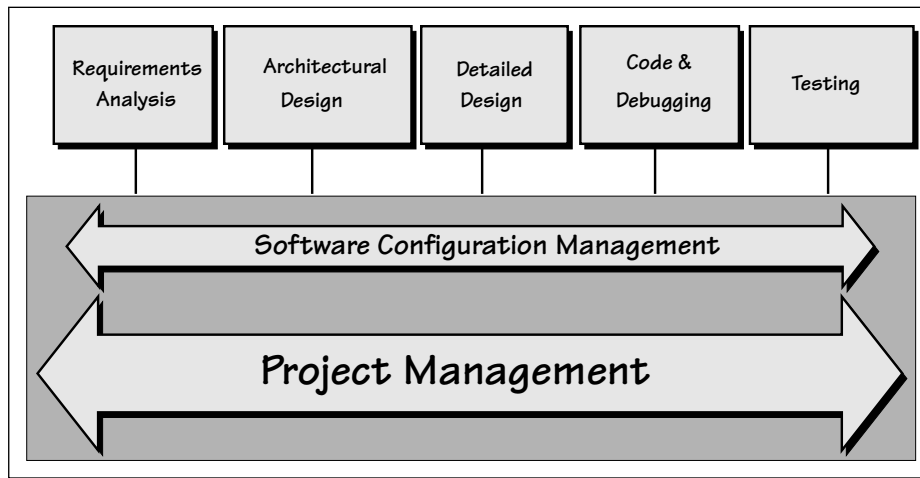 Requirements
Analysis
Architectural
Design
Detailed
Design
Code &
Debugging
Testing
Software Configuration Management
Project Management